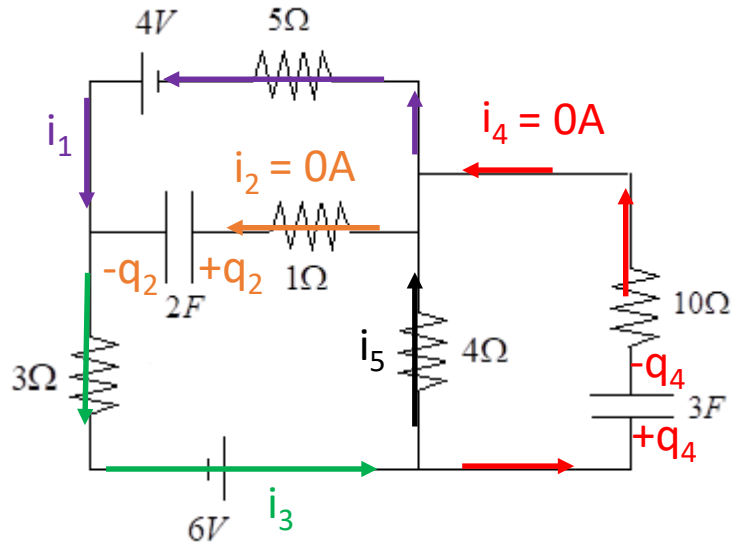 4V
5Ω
i₁
i₂ = 0A
i₄ = 0A
-q₂
+q₂
1Ω
2F
10Ω
3Ω
i₅
4Ω
-q₄
3F
+q₄
6V
i₃